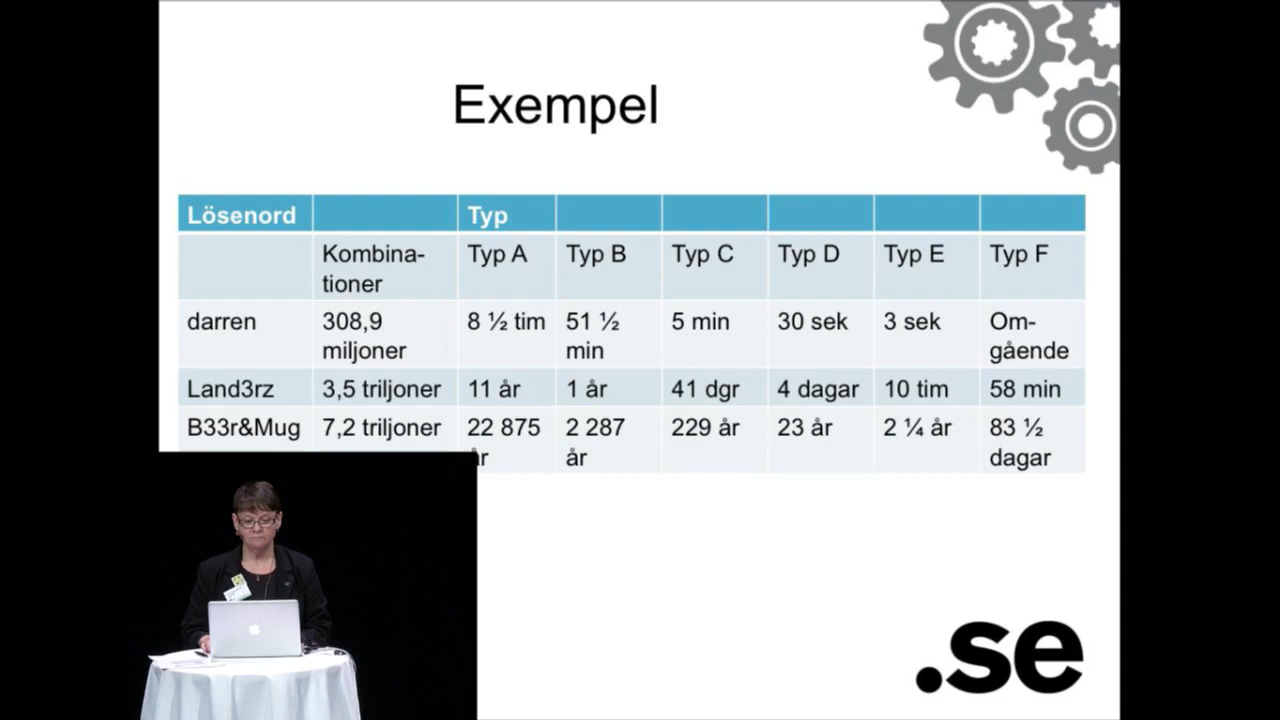 Exempel
Lösenord Typ
Kombina-
tioner Typ A Typ B Typ C Typ D Typ E Typ F
darren 308,9
miljoner 8 ½ tim 51 ½
min 5 min 30 sek 3 sek Om-
gående
Land3rz 3,5 triljoner 11 år 1 år 41 dgr 4 dagar 10 tim 58 min
B33r&Mug 7,2 triljoner 22 875
år 2 287
år 229 år 23 år 2 ¼ år 83 ½
dagar
.se